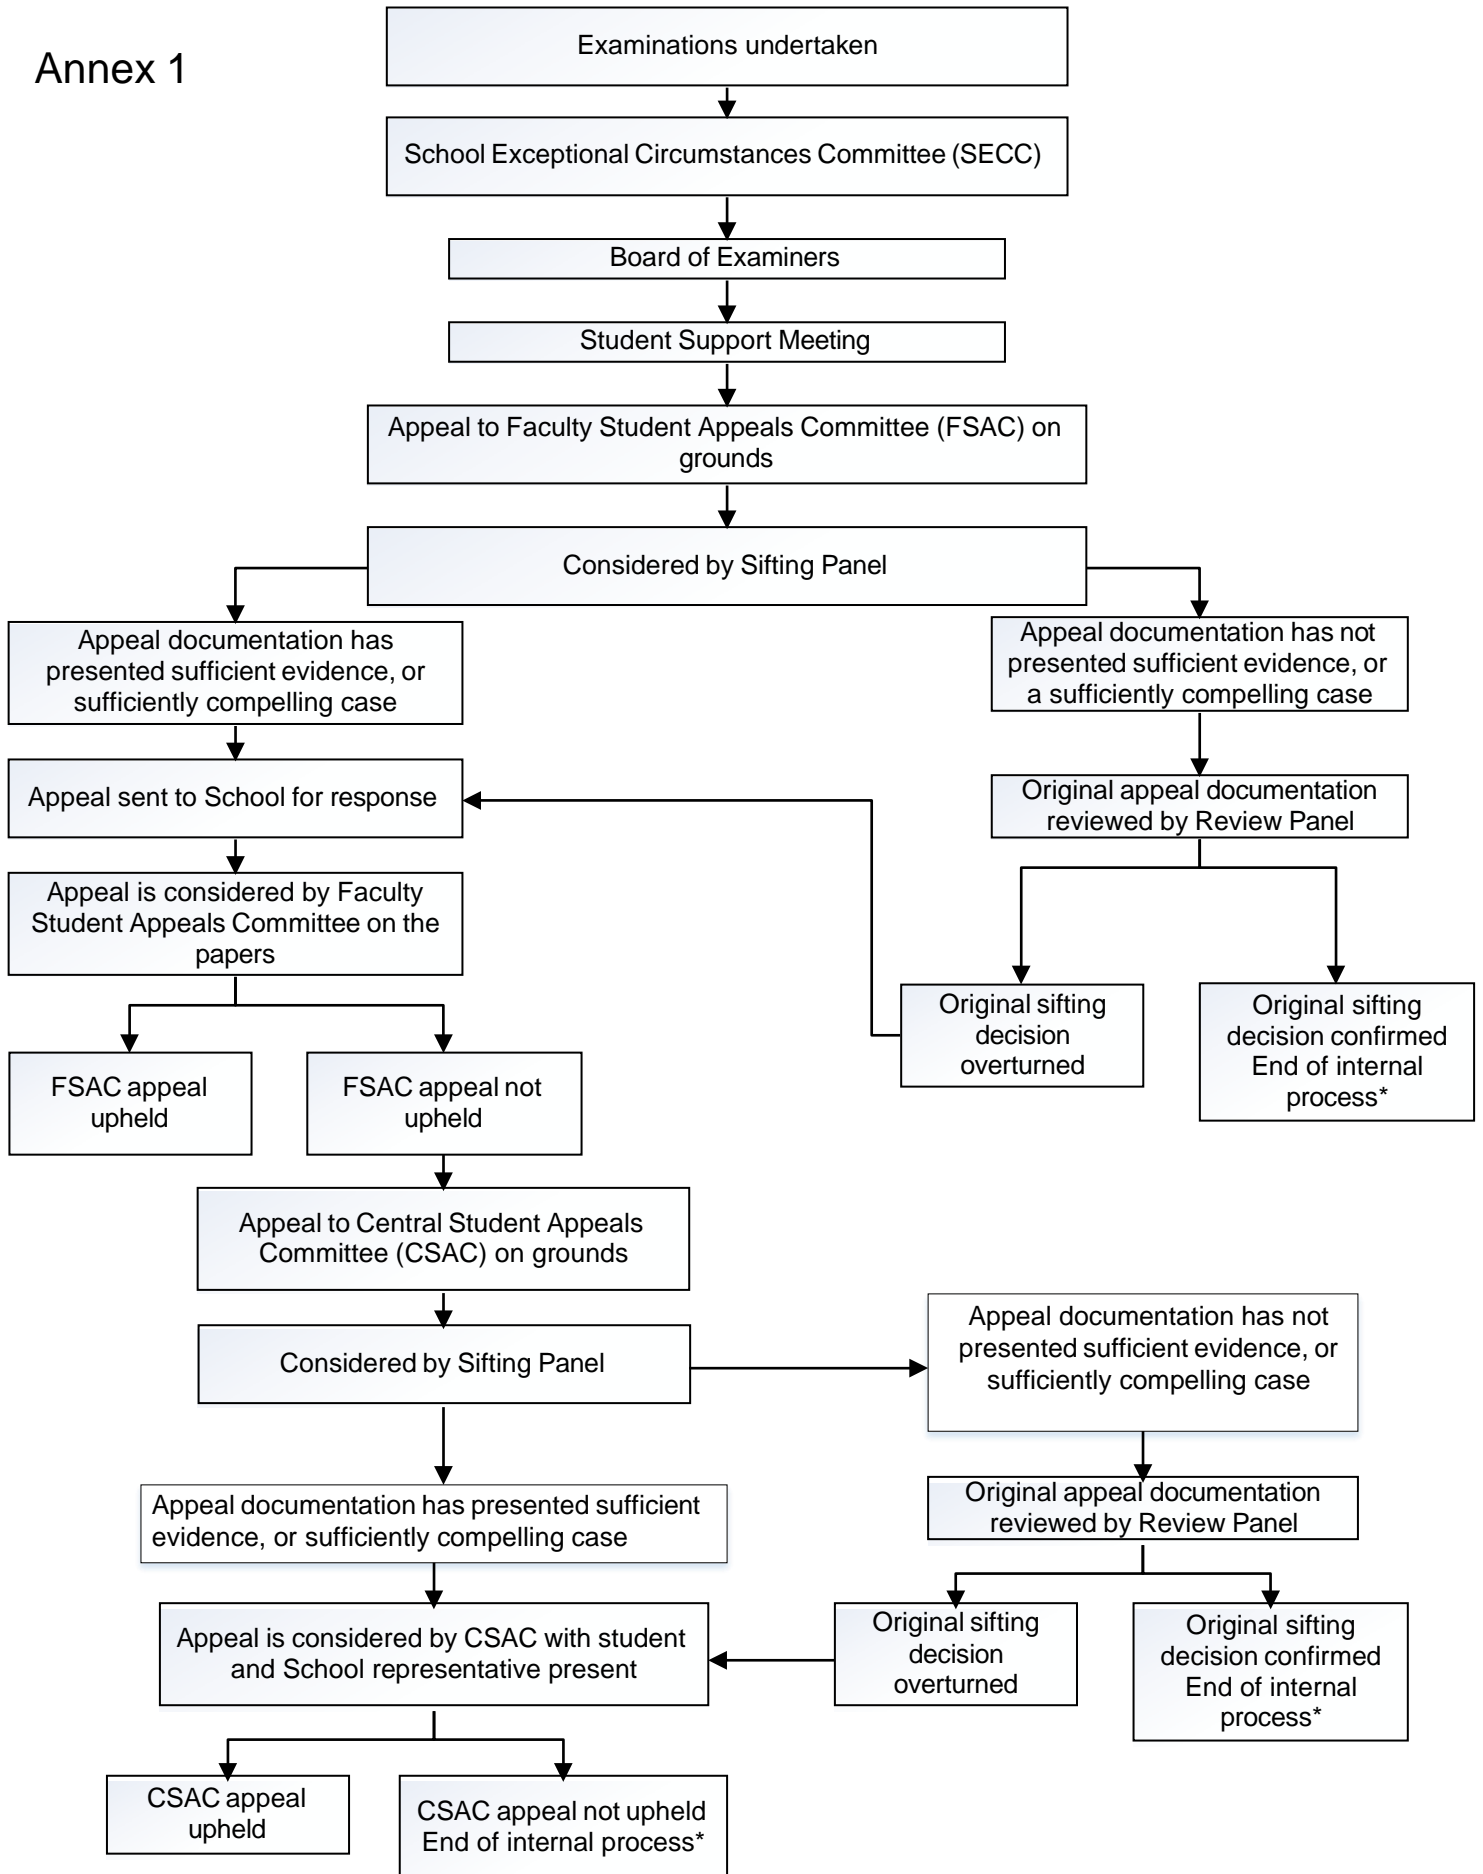 Annex 1
Examinations undertaken
School Exceptional Circumstances Committee (SECC)
Board of Examiners
Student Support Meeting
Appeal to Faculty Student Appeals Committee (FSAC) on
grounds
Considered by Sifting Panel
Appeal documentation has
presented sufficient evidence, or
sufficiently compelling case
Appeal documentation has not
presented sufficient evidence, or
a sufficiently compelling case
Appeal sent to School for response
Original appeal documentation
reviewed by Review Panel
Appeal is considered by Faculty
Student Appeals Committee on the
papers
Original sifting
decision
overturned
Original sifting
decision confirmed
End of internal
process*
FSAC appeal
upheld
FSAC appeal not
upheld
Appeal to Central Student Appeals
Committee (CSAC) on grounds
Considered by Sifting Panel
Appeal documentation has not
presented sufficient evidence, or
sufficiently compelling case
Appeal documentation has presented sufficient
evidence, or sufficiently compelling case
Original appeal documentation
reviewed by Review Panel
Appeal is considered by CSAC with student
and School representative present
Original sifting
decision
overturned
Original sifting
decision confirmed
End of internal
process*
CSAC appeal
upheld
CSAC appeal not upheld
End of internal process*